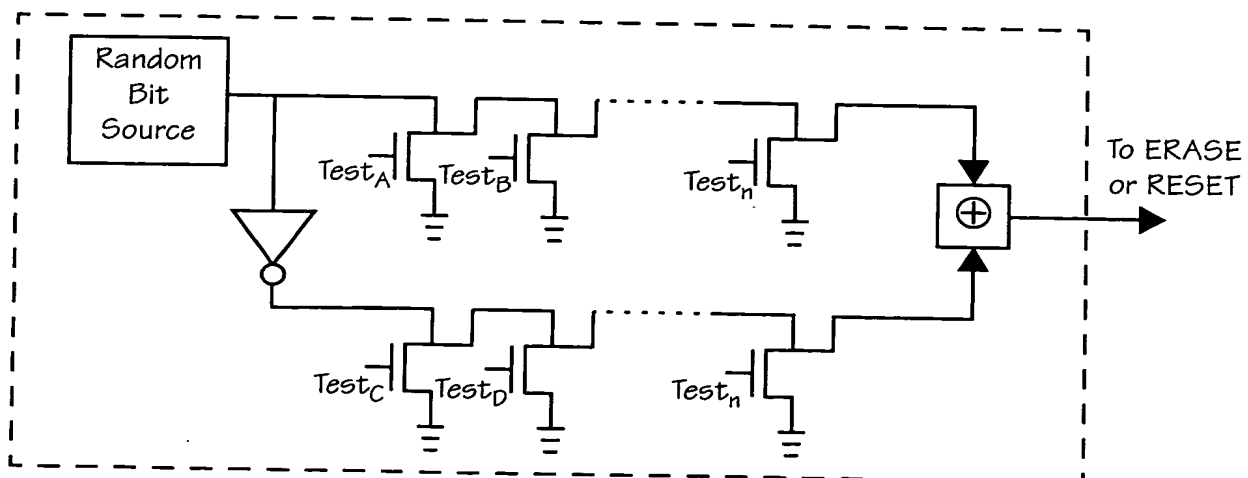 Random
Bit
Source
Test_A
Test_B
Test_n
To ERASE
or RESET
Test_C
Test_D
Test_n